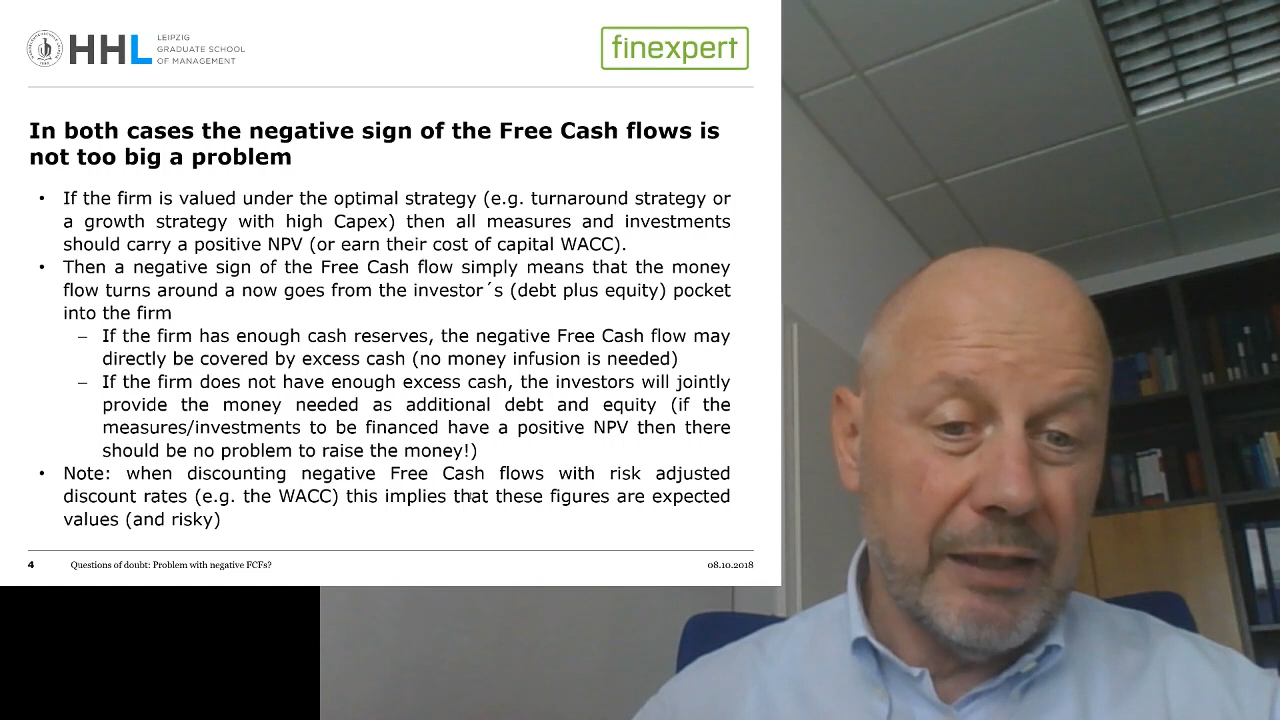 HHL
LEIPZIG
GRADUATE SCHOOL
OF MANAGEMENT
finexpert
In both cases the negative sign of the Free Cash flows is
not too big a problem
• If the firm is valued under the optimal strategy (e.g. turnaround strategy or
a growth strategy with high Capex) then all measures and investments
should carry a positive NPV (or earn their cost of capital WACC).
• Then a negative sign of the Free Cash flow simply means that the money
flow turns around a now goes from the investor´s (debt plus equity) pocket
into the firm
– If the firm has enough cash reserves, the negative Free Cash flow may
directly be covered by excess cash (no money infusion is needed)
– If the firm does not have enough excess cash, the investors will jointly
provide the money needed as additional debt and equity (if the
measures/investments to be financed have a positive NPV then there
should be no problem to raise the money!)
• Note: when discounting negative Free Cash flows with risk adjusted
discount rates (e.g. the WACC) this implies that these figures are expected
values (and risky)
4 Questions of doubt: Problem with negative FCFs? 08.10.2018